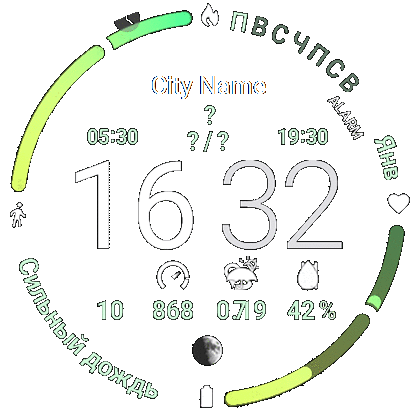 ПВСЧПСВ
ALARM
ЯНВ
City Name
?
? / ?
05:30
19:30
16 32
10 868 0.719 42%
Сильный дождь